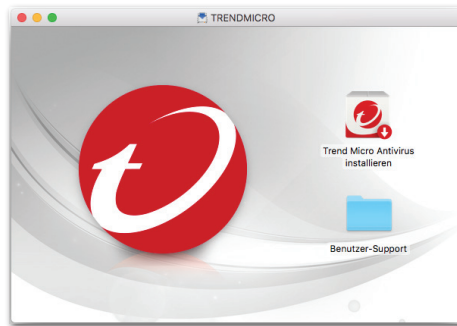 TRENDMICRO
Trend Micro Antivirus
installieren
Benutzer-Support